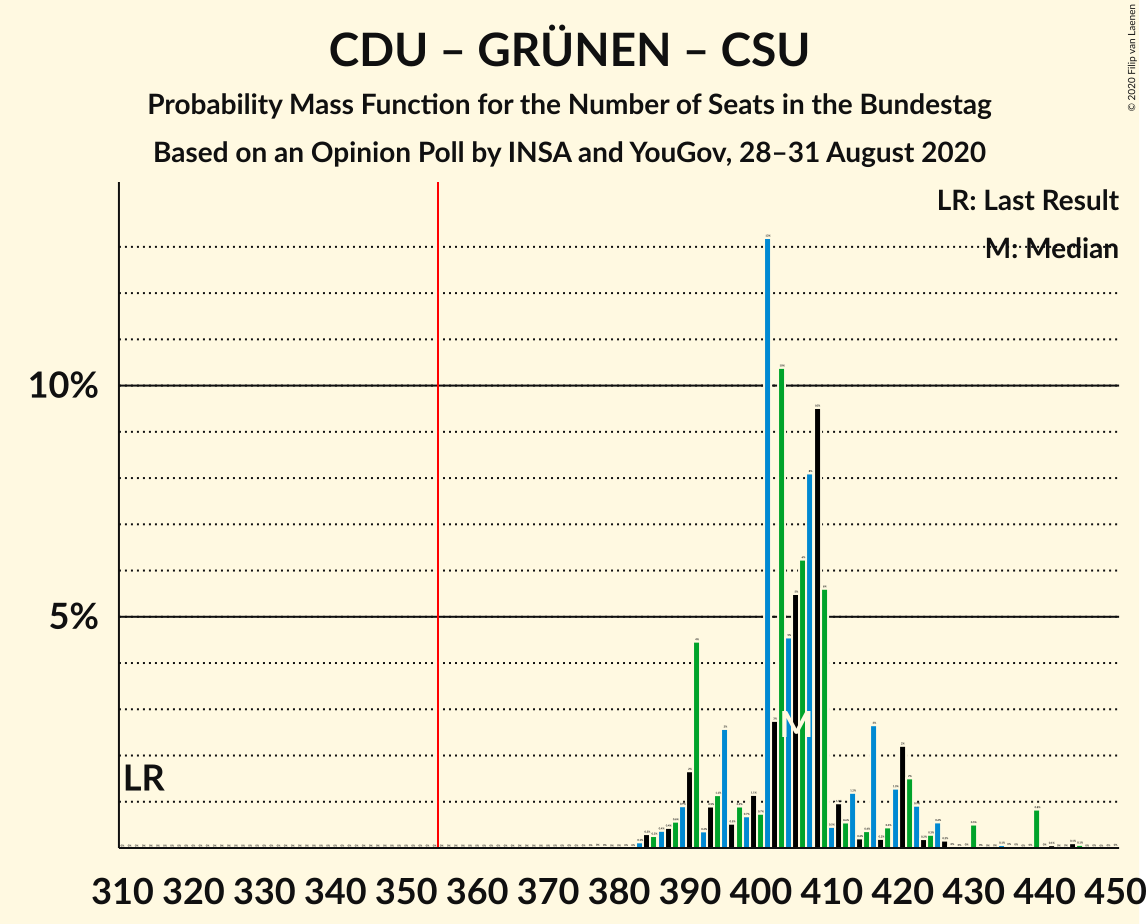 CDU – GRÜNEN – CSU
Probability Mass Function for the Number of Seats in the Bundestag
Based on an Opinion Poll by INSA and YouGov, 28–31 August 2020
© 2020 Filip van Laenen
LR: Last Result
M: Median
10%
5%
M
LR
310 320 330 340 350 360 370 380 390 400 410 420 430 440 450